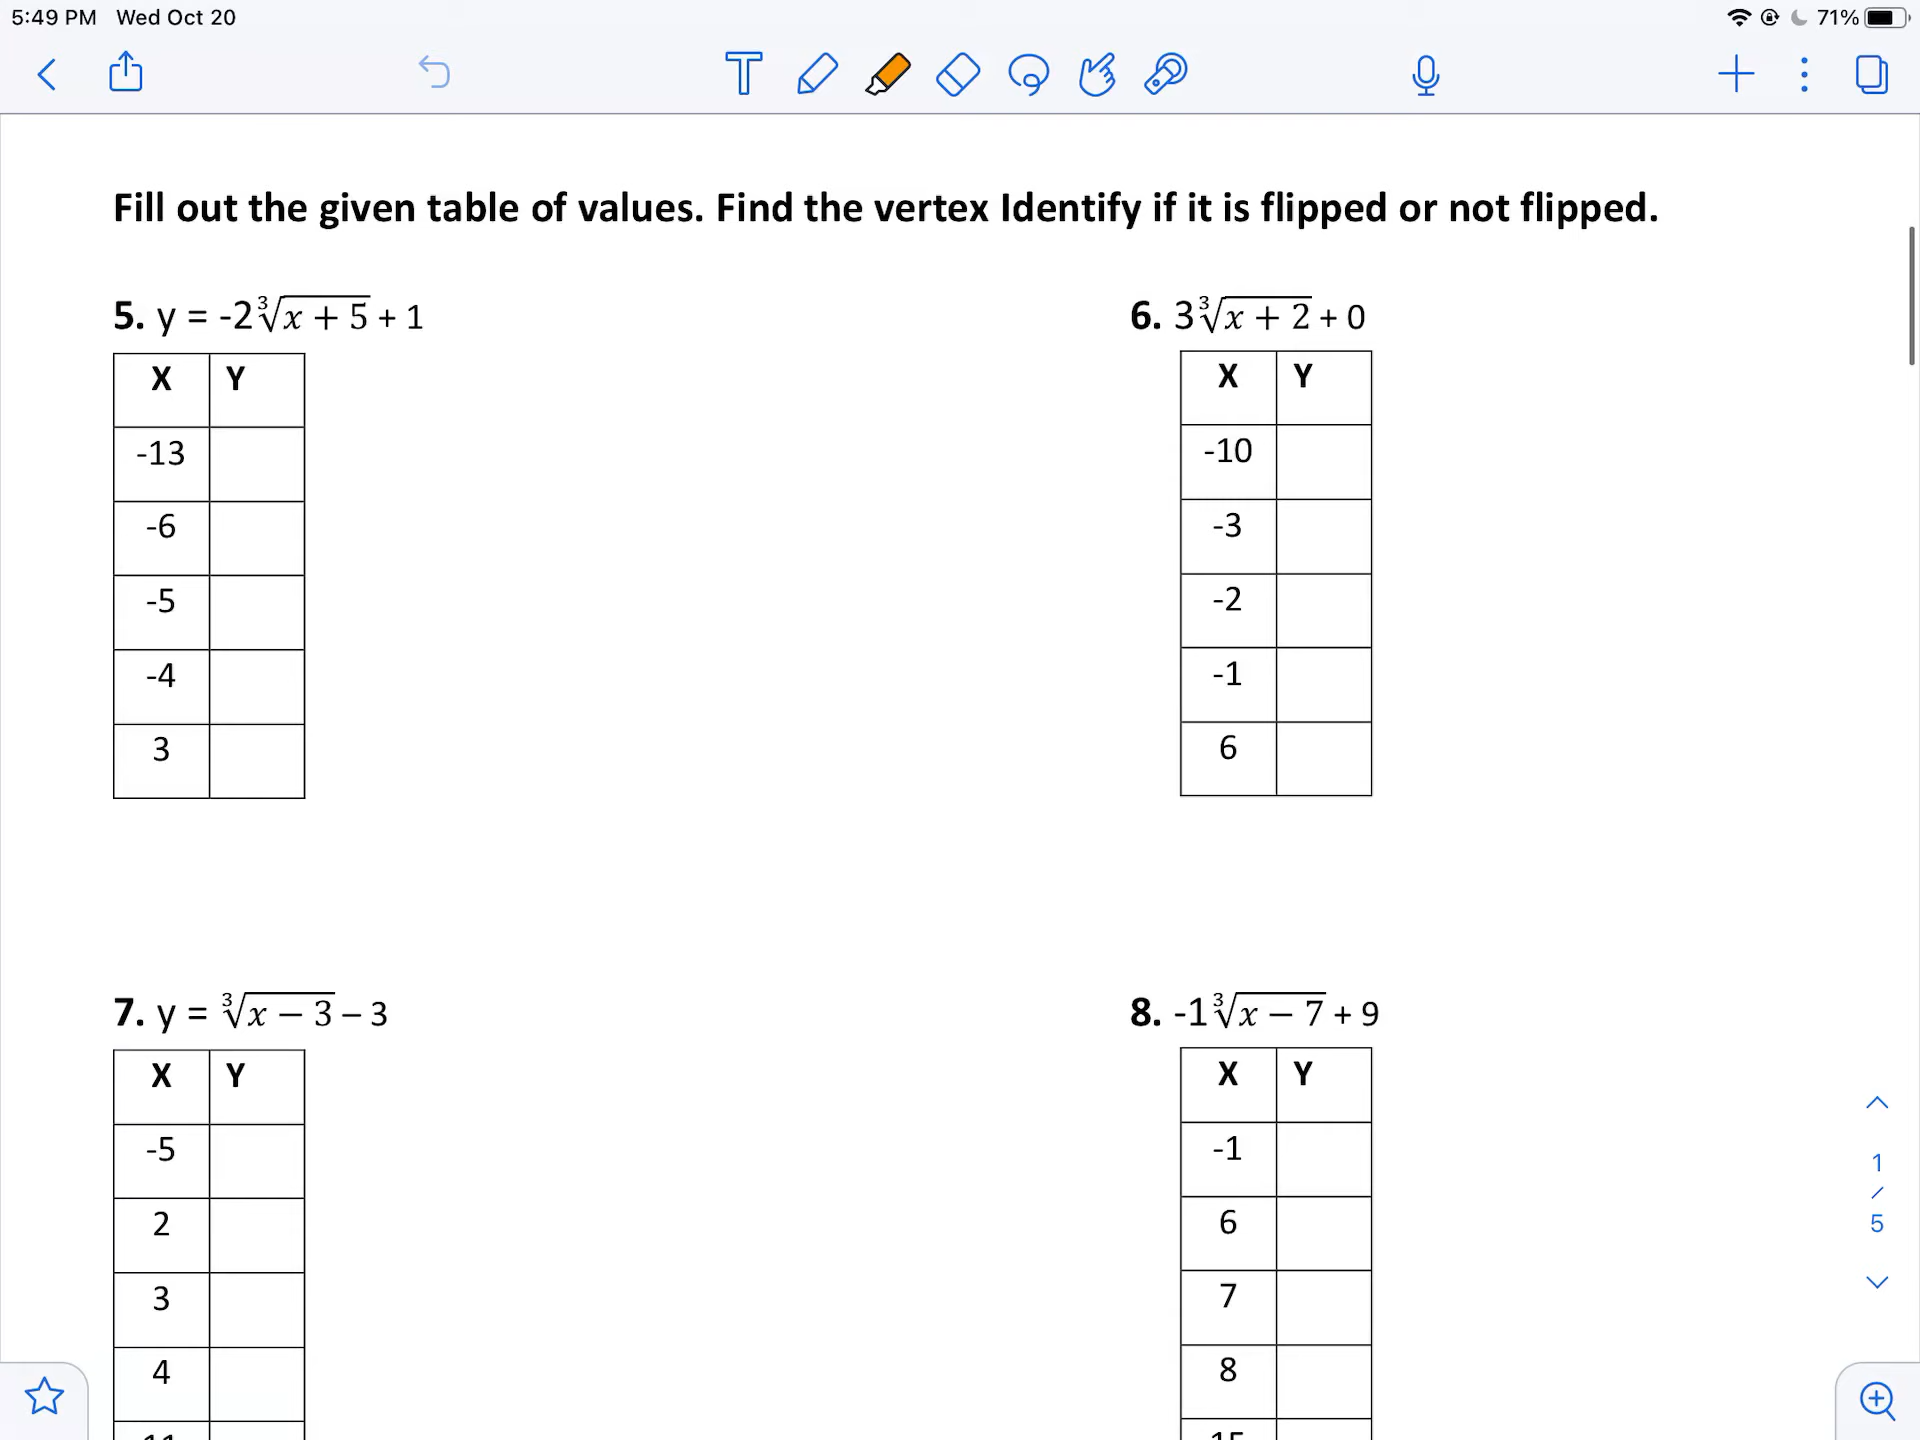 5:49 PM Wed Oct 20
71%
Fill out the given table of values. Find the vertex Identify if it is flipped or not flipped.
5. y = -2∛(x + 5) + 1
X Y
-13
-6
-5
-4
3
6. 3∛(x + 2) + 0
X Y
-10
-3
-2
-1
6
7. y = ∛(x − 3) – 3
X Y
-5
2
3
4
11
8. -1∛(x − 7) + 9
X Y
-1
6
7
8
15
1
/
5